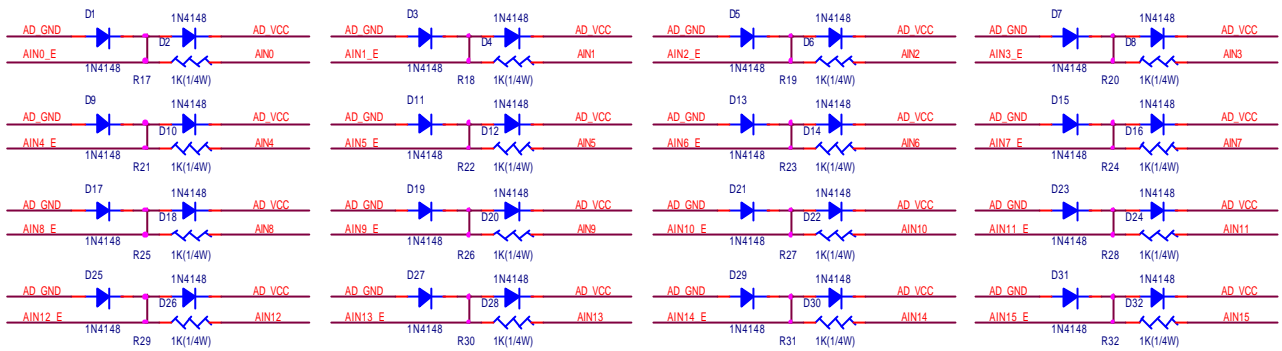 D1 1N4148 D3 1N4148 D5 1N4148 D7 1N4148
AD_GND AD_VCC AD_GND AD_VCC AD_GND AD_VCC AD_GND AD_VCC
D2 D4 D6 D8
AIN0_E AIN0 AIN1_E AIN1 AIN2_E AIN2 AIN3_E AIN3
1N4148 R17 1K(1/4W) 1N4148 R18 1K(1/4W) 1N4148 R19 1K(1/4W) 1N4148 R20 1K(1/4W)
D9 1N4148 D11 1N4148 D13 1N4148 D15 1N4148
AD_GND AD_VCC AD_GND AD_VCC AD_GND AD_VCC AD_GND AD_VCC
D10 D12 D14 D16
AIN4_E AIN4 AIN5_E AIN5 AIN6_E AIN6 AIN7_E AIN7
1N4148 R21 1K(1/4W) 1N4148 R22 1K(1/4W) 1N4148 R23 1K(1/4W) 1N4148 R24 1K(1/4W)
D17 1N4148 D19 1N4148 D21 1N4148 D23 1N4148
AD_GND AD_VCC AD_GND AD_VCC AD_GND AD_VCC AD_GND AD_VCC
D18 D20 D22 D24
AIN8_E AIN8 AIN9_E AIN9 AIN10_E AIN10 AIN11_E AIN11
1N4148 R25 1K(1/4W) 1N4148 R26 1K(1/4W) 1N4148 R27 1K(1/4W) 1N4148 R28 1K(1/4W)
D25 1N4148 D27 1N4148 D29 1N4148 D31 1N4148
AD_GND AD_VCC AD_GND AD_VCC AD_GND AD_VCC AD_GND AD_VCC
D26 D28 D30 D32
AIN12_E AIN12 AIN13_E AIN13 AIN14_E AIN14 AIN15_E AIN15
1N4148 R29 1K(1/4W) 1N4148 R30 1K(1/4W) 1N4148 R31 1K(1/4W) 1N4148 R32 1K(1/4W)